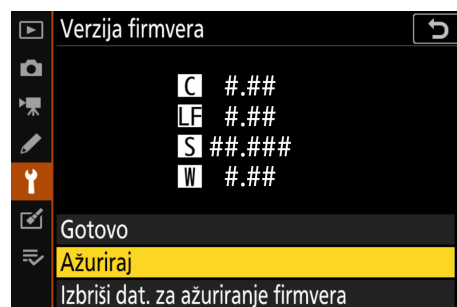 Verzija firmvera
C #.##
LF #.##
S ##.###
W #.##
Gotovo
Ažuriraj
Izbriši dat. za ažuriranje firmvera